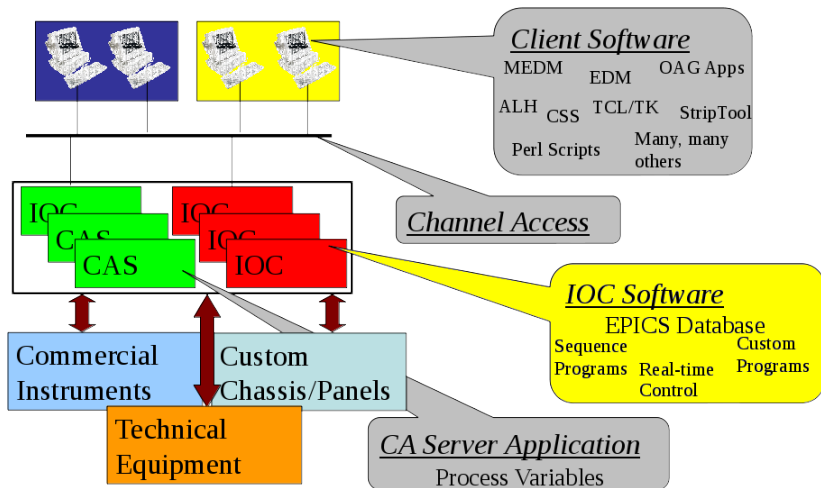 Client Software
MEDM
EDM
OAG Apps
ALH
CSS
TCL/TK
StripTool
Perl Scripts
Many, many
others
Channel Access
IOC
CAS
CAS
IOC
IOC
IOC
IOC Software
EPICS Database
Sequence
Programs
Real-time
Control
Custom
Programs
Commercial
Instruments
Custom
Chassis/Panels
Technical
Equipment
CA Server Application
Process Variables